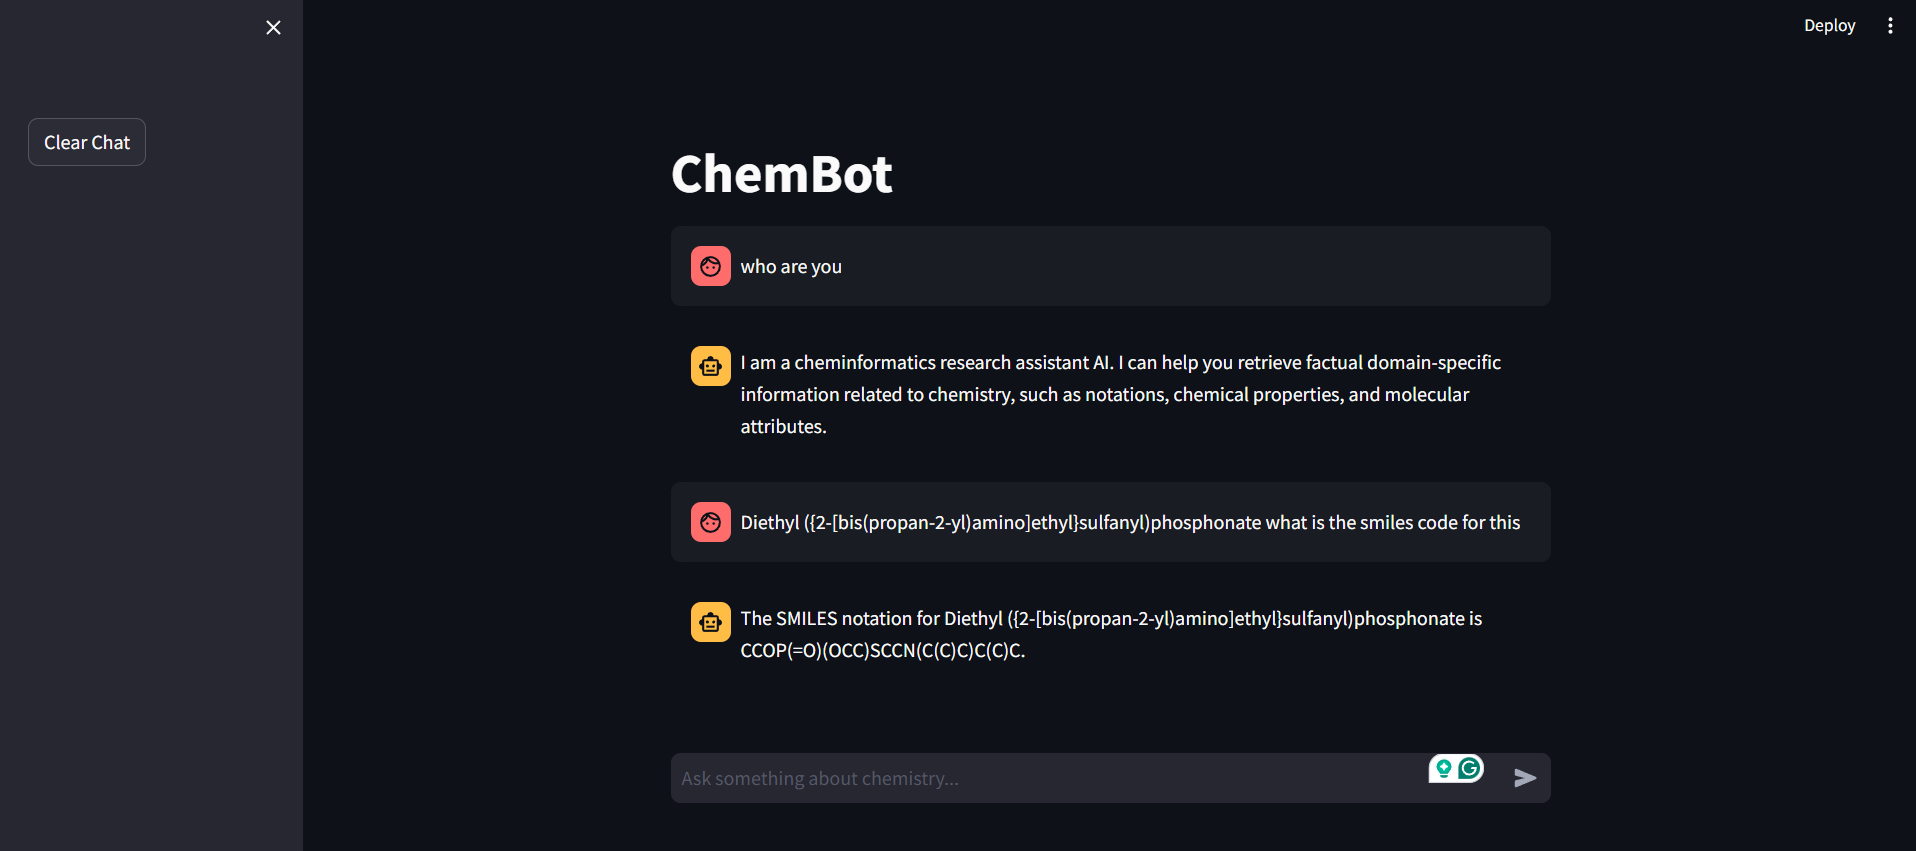 Deploy
Clear Chat
ChemBot
who are you
I am a cheminformatics research assistant AI. I can help you retrieve factual domain-specific
information related to chemistry, such as notations, chemical properties, and molecular
attributes.
Diethyl ({2-[bis(propan-2-yl)amino]ethyl}sulfanyl)phosphonate what is the smiles code for this
The SMILES notation for Diethyl ({2-[bis(propan-2-yl)amino]ethyl}sulfanyl)phosphonate is
CCOP(=O)(OCC)SCCN(C(C)C)C(C)C.
Ask something about chemistry...